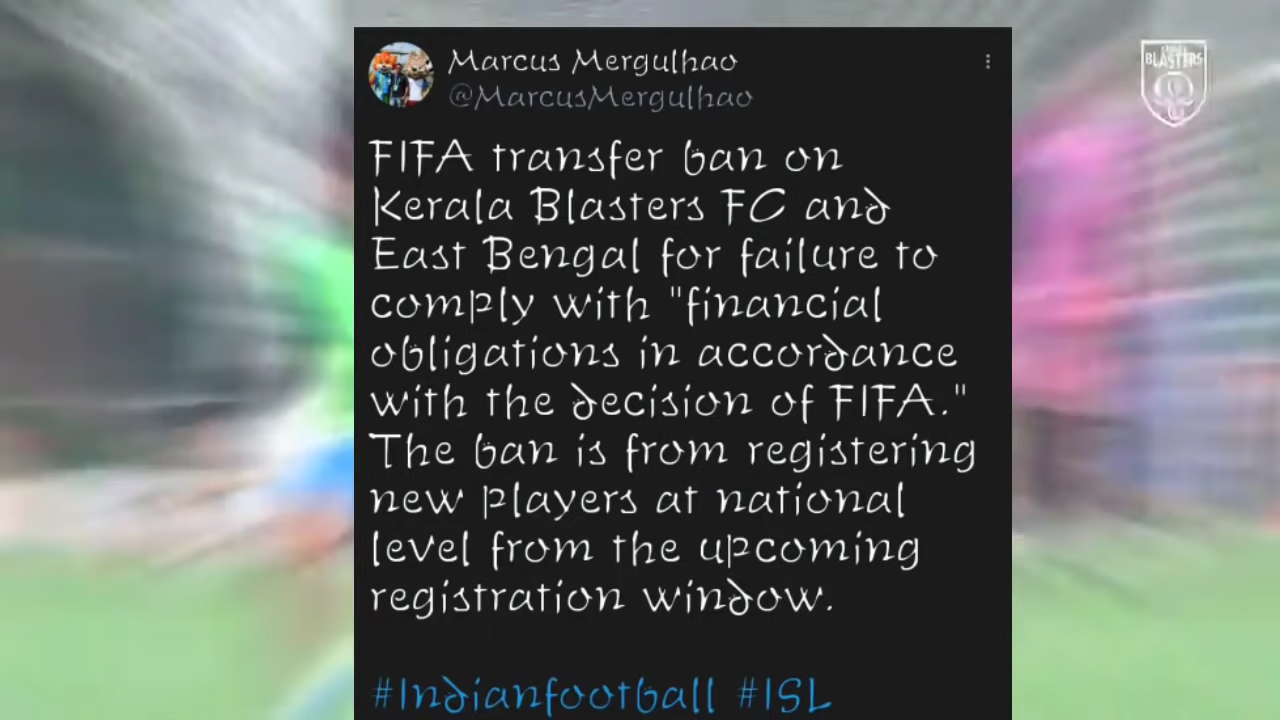 Marcus Mergulhao
@MarcusMergulhao
FIFA transfer ban on
Kerala Blasters FC and
East Bengal for failure to
comply with "financial
obligations in accordance
with the decision of FIFA."
The ban is from registering
new players at national
level from the upcoming
registration window.
#Indianfootball #ISL
BLASTERS